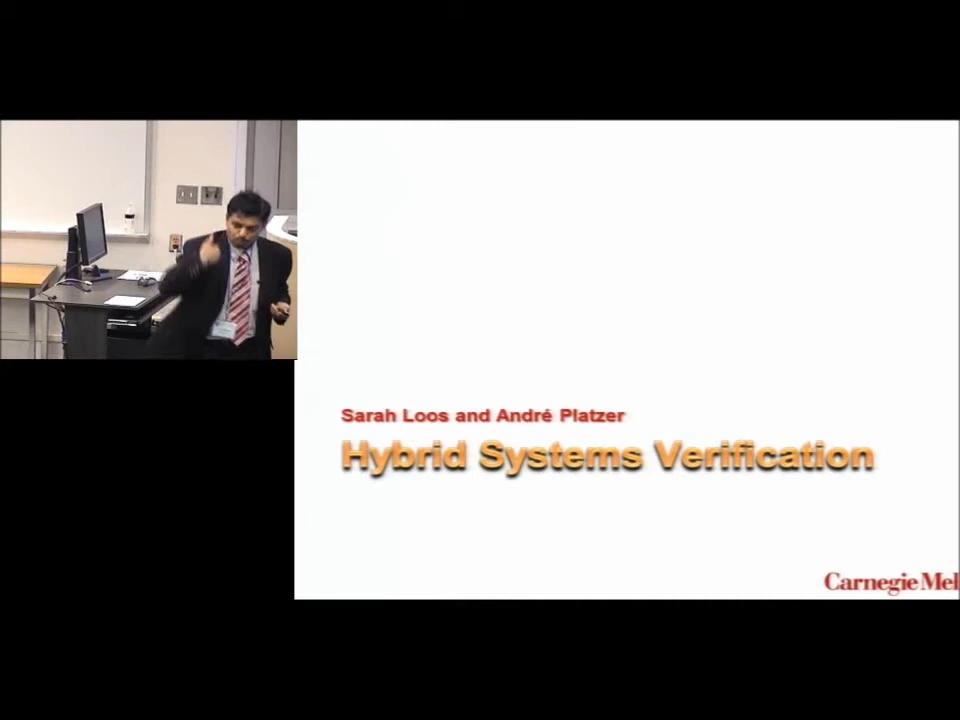 Sarah Loos and André Platzer
Hybrid Systems Verification
Carnegie Mel